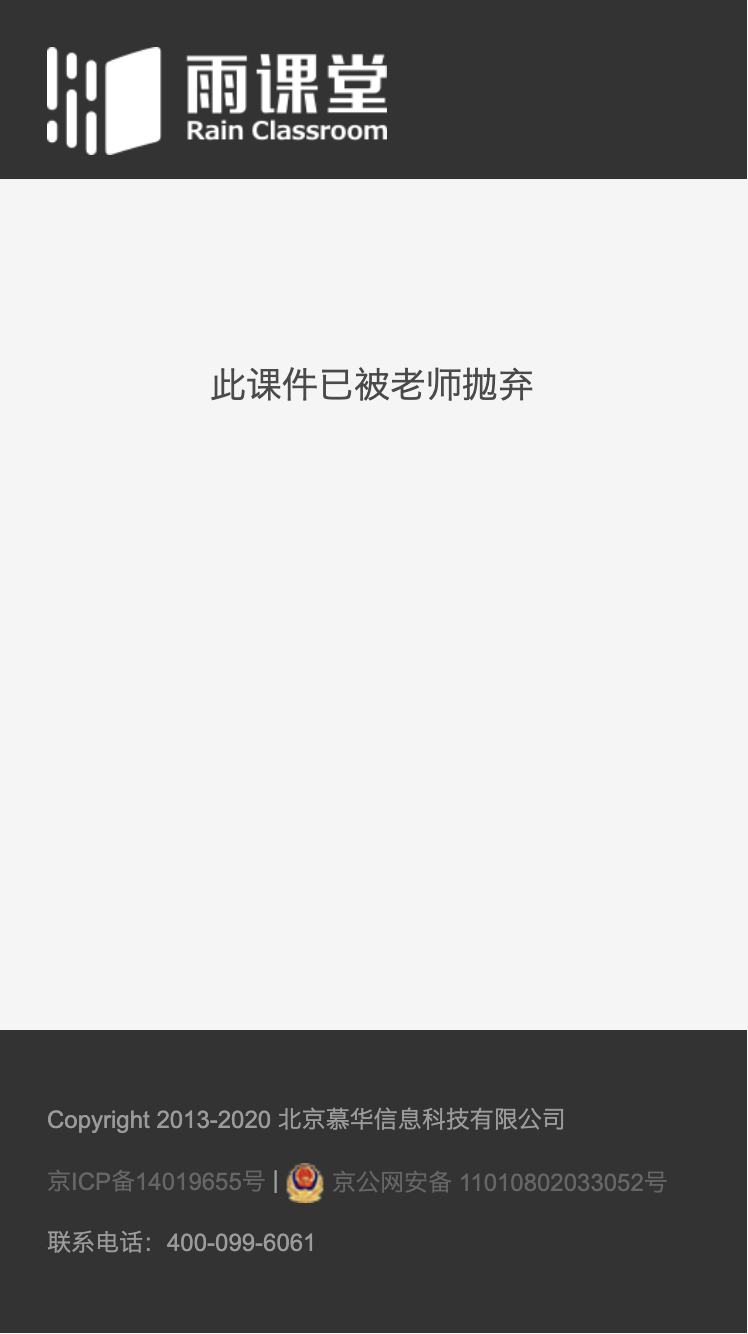 雨课堂
Rain Classroom
此课件已被老师抛弃
Copyright 2013-2020 北京慕华信息科技有限公司
京ICP备14019655号 | 京公网安备 11010802033052号
联系电话：400-099-6061